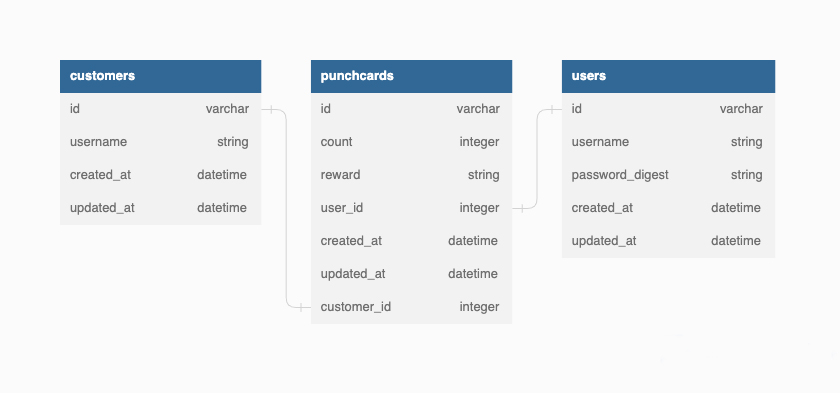 customers
id varchar
username string
created_at datetime
updated_at datetime
punchcards
id varchar
count integer
reward string
user_id integer
created_at datetime
updated_at datetime
customer_id integer
users
id varchar
username string
password_digest string
created_at datetime
updated_at datetime